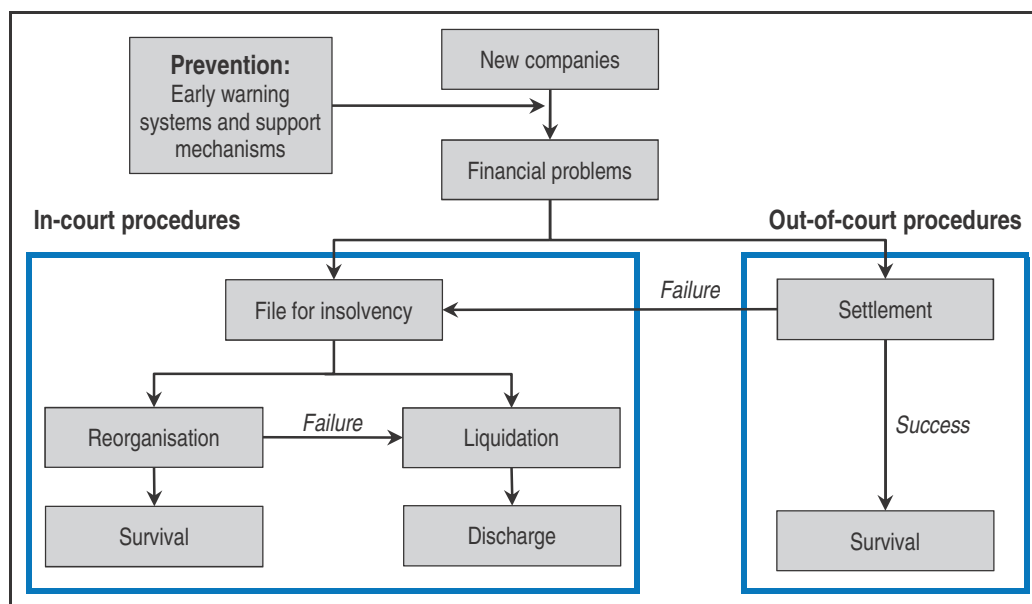 Prevention:
Early warning
systems and support
mechanisms
New companies
Financial problems
In-court procedures
Out-of-court procedures
File for insolvency
Failure
Settlement
Reorganisation
Failure
Liquidation
Success
Survival
Discharge
Survival